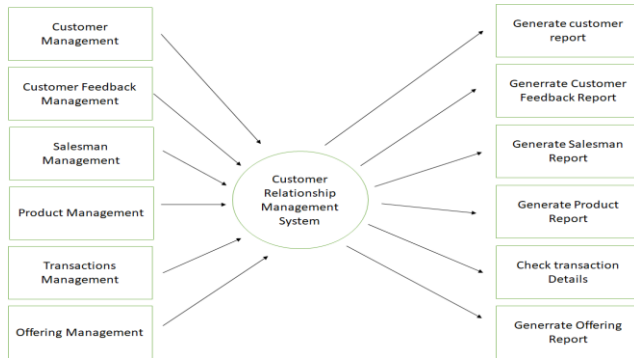 Customer
Management
Customer Feedback
Management
Salesman
Management
Product Management
Transactions
Management
Offering Management
Customer
Relationship
Management
System
Generate customer
report
Generrate Customer
Feedback Report
Generate Salesman
Report
Generate Product
Report
Check transaction
Details
Generrate Offering
Report